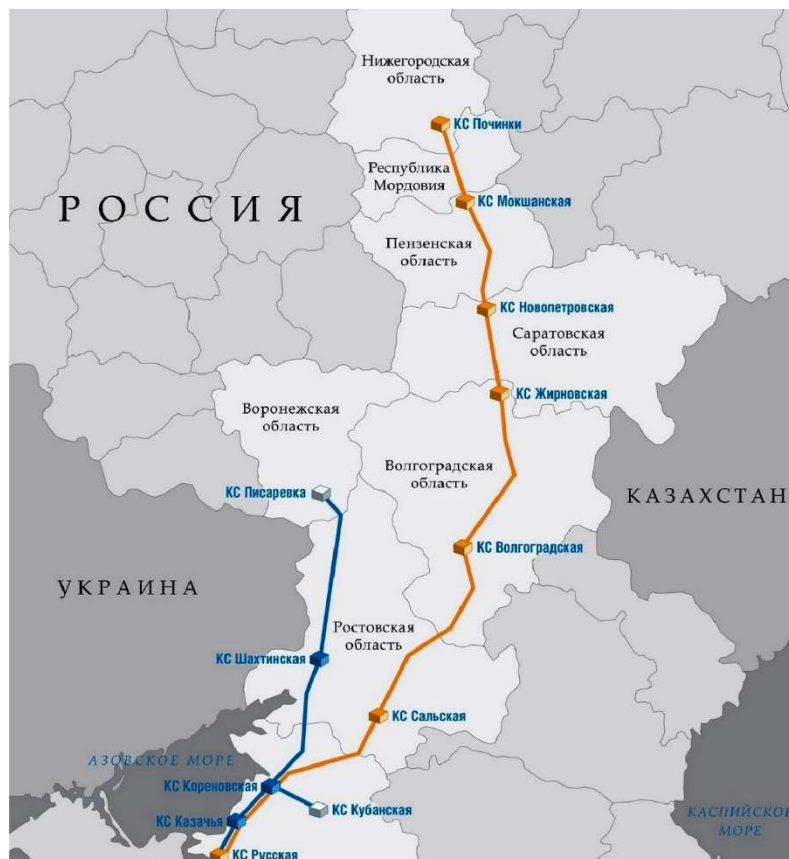 Нижегородская
область
КС Починки
Республика
Мордовия
КС Мокшанская
РОССИЯ
Пензенская
область
КС Новопетровская
Саратовская
область
КС Жирновская
Воронежская
область
Волгоградская
область
КС Писаревка
КАЗАХСТАН
КС Волгоградская
УКРАИНА
Ростовская
область
КС Шахтинская
КС Сальская
АЗОВСКОЕ МОРЕ
КС Кореновская
КС Кубанская
КС Казачья
КАСПИЙСКОЕ
МОРЕ
КС Русская